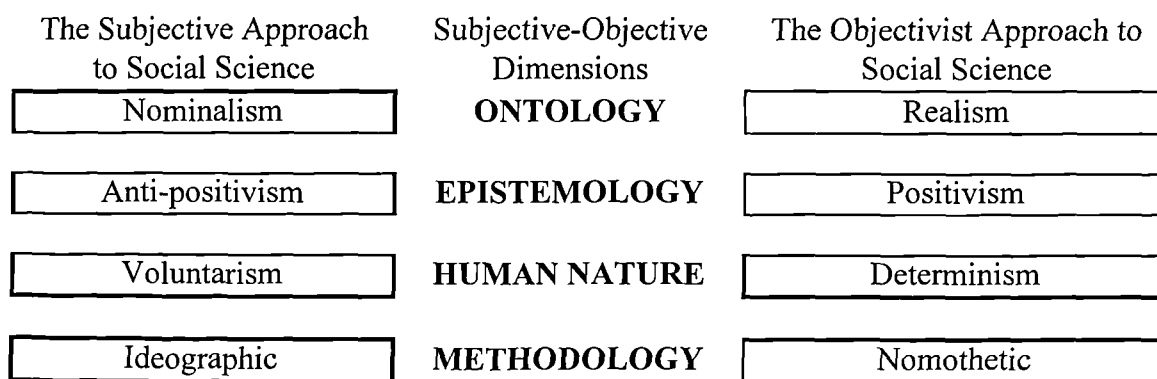 The Subjective Approach to Social Science
Subjective-Objective Dimensions
The Objectivist Approach to Social Science
Nominalism ONTOLOGY Realism
Anti-positivism EPISTEMOLOGY Positivism
Voluntarism HUMAN NATURE Determinism
Ideographic METHODOLOGY Nomothetic